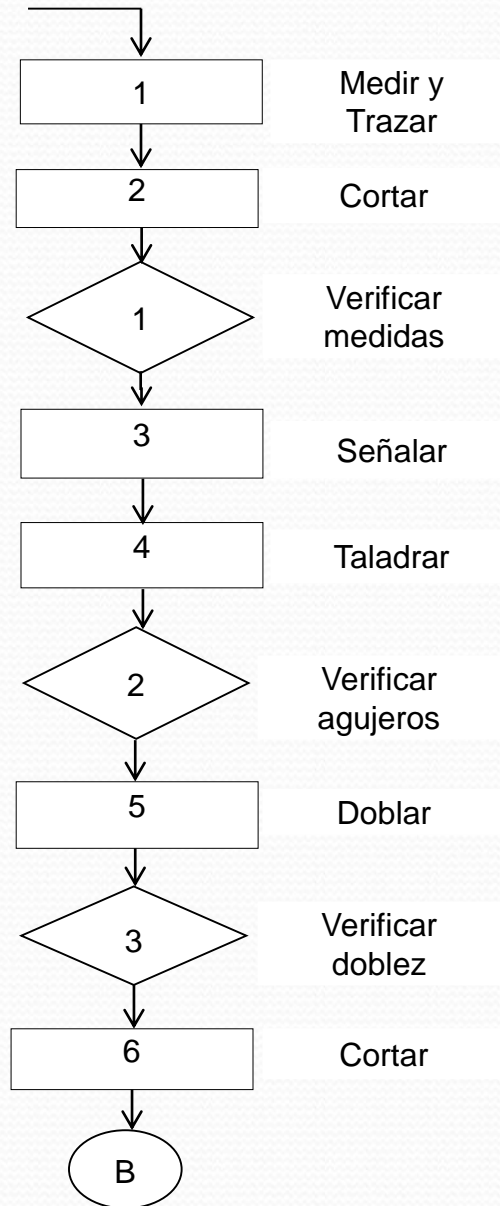 1
Medir y
Trazar
2
Cortar
1
Verificar
medidas
3
Señalar
4
Taladrar
2
Verificar
agujeros
5
Doblar
3
Verificar
doblez
6
Cortar
B